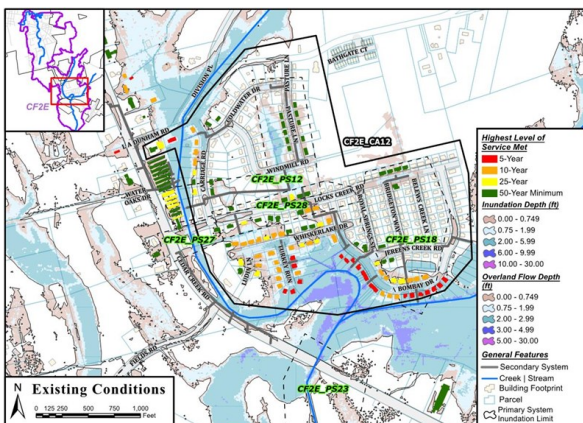 CF2E
BATHGATE CT
DIVISION PL
COLDWATER DR
PASTURE LN
CF2E_CA12
WINDMILL RD
CARRIAGE RD
CF2E_PS12
WATER
OAKS DR
CF2E_PS28
LOCKS CREEK RD
CF2E_PS27
WHISKERLAKE DR
CF2E_PS18
JEREENS CREEK RD
BOMBAY DR
CF2E_PS23
Highest Level of
Service Met
5-Year
10-Year
25-Year
50-Year Minimum
Inundation Depth (ft)
0.00 - 0.749
0.75 - 1.99
2.00 - 5.99
6.00 - 9.99
10.00 - 30.00
Overland Flow Depth
(ft)
0.00 - 0.749
0.75 - 1.99
2.00 - 2.99
3.00 - 4.99
5.00 - 30.00
General Features
Secondary System
Creek | Stream
Building Footprint
Parcel
Primary System
Inundation Limit
N
Existing Conditions
0 125 250 500 750 1,000
Feet